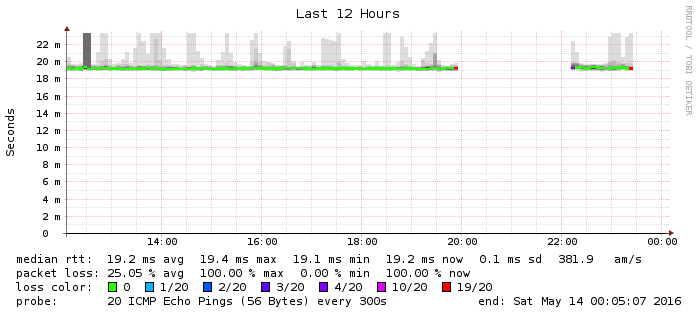 Last 12 Hours
RRDTOOL / TOBI OETIKER
Seconds
22 m
20 m
18 m
16 m
14 m
12 m
10 m
8 m
6 m
4 m
2 m
0
14:00 16:00 18:00 20:00 22:00 00:00
median rtt: 19.2 ms avg 19.4 ms max 19.1 ms min 19.2 ms now 0.1 ms sd 381.9 am/s
packet loss: 25.05 % avg 100.00 % max 0.00 % min 100.00 % now
loss color: 0 1/20 2/20 3/20 4/20 10/20 19/20
probe: 20 ICMP Echo Pings (56 Bytes) every 300s end: Sat May 14 00:05:07 2016